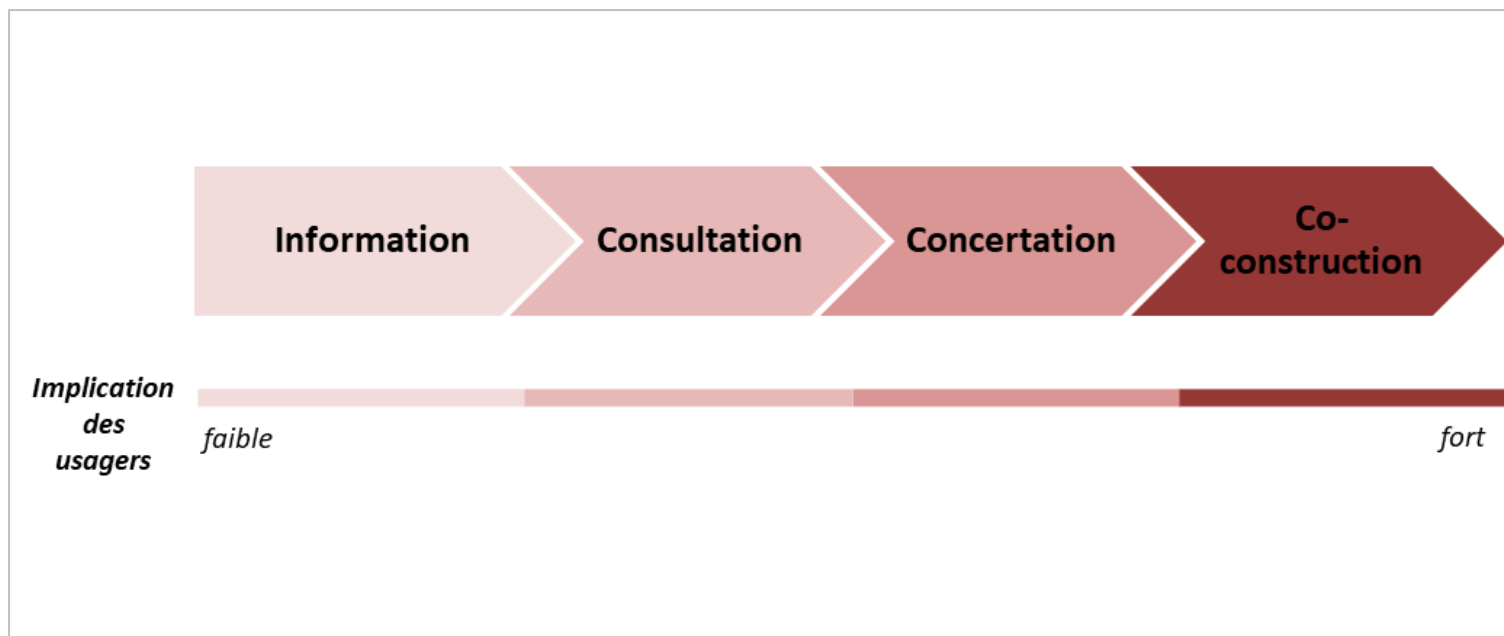 Information
Consultation
Concertation
Co-
construction
Implication
des
usagers
faible
fort